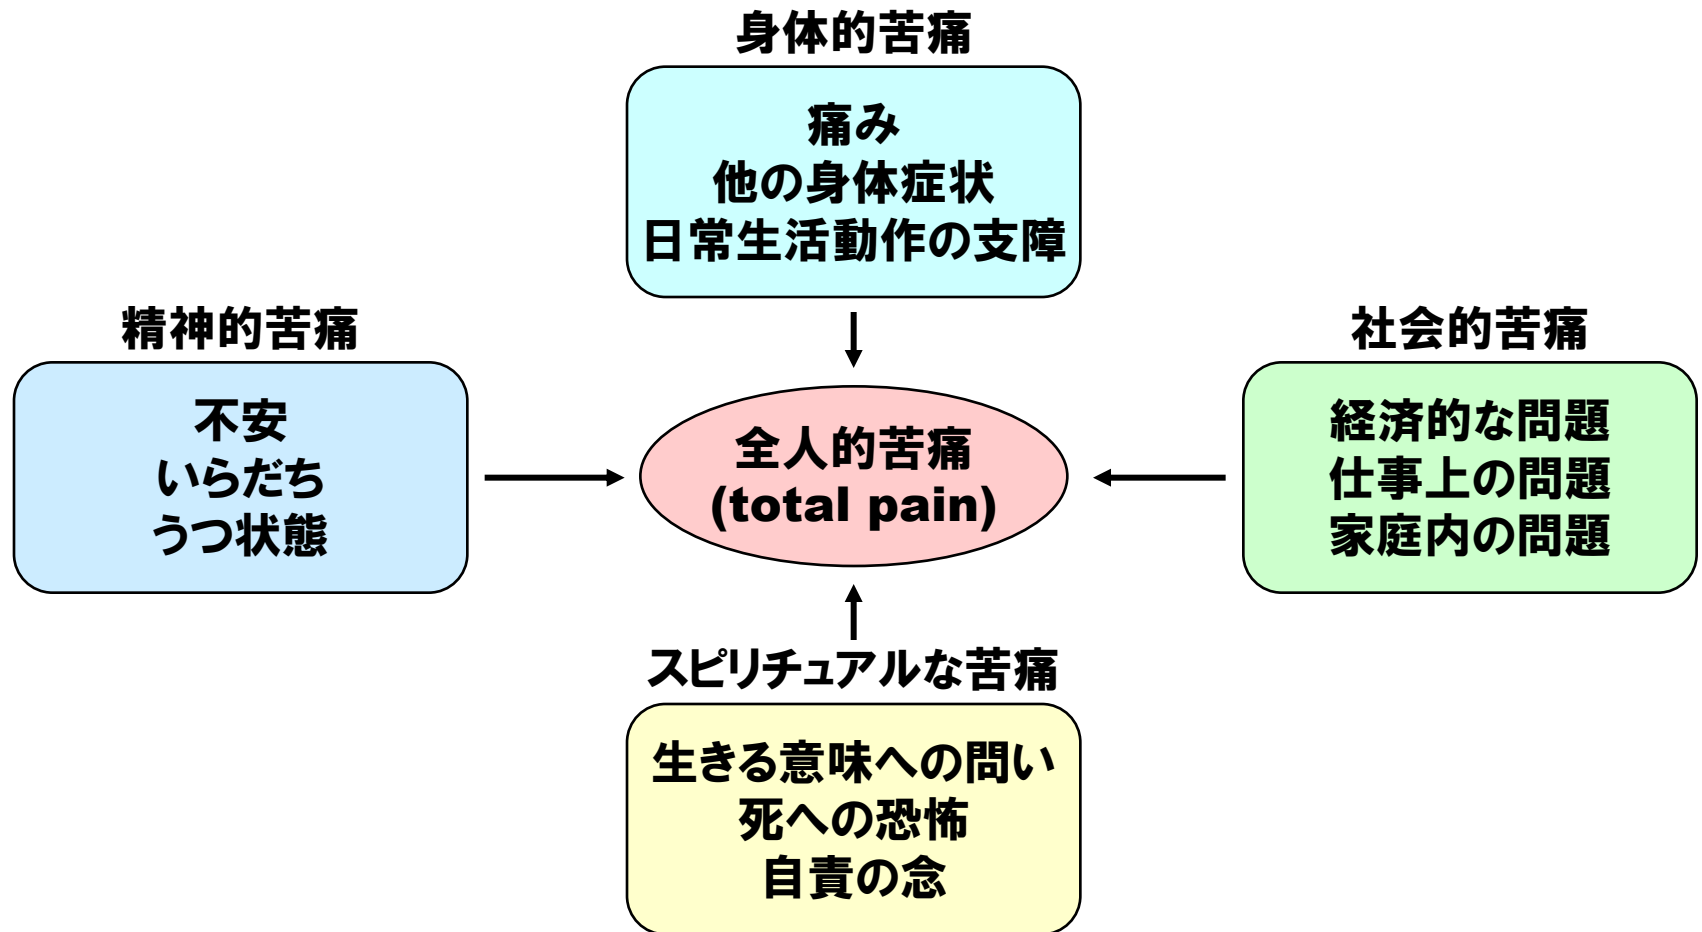 身体的苦痛
痛み
他の身体症状
日常生活動作の支障
精神的苦痛
不安
いらだち
うつ状態
全人的苦痛
(total pain)
社会的苦痛
経済的な問題
仕事上の問題
家庭内の問題
スピリチュアルな苦痛
生きる意味への問い
死への恐怖
自責の念